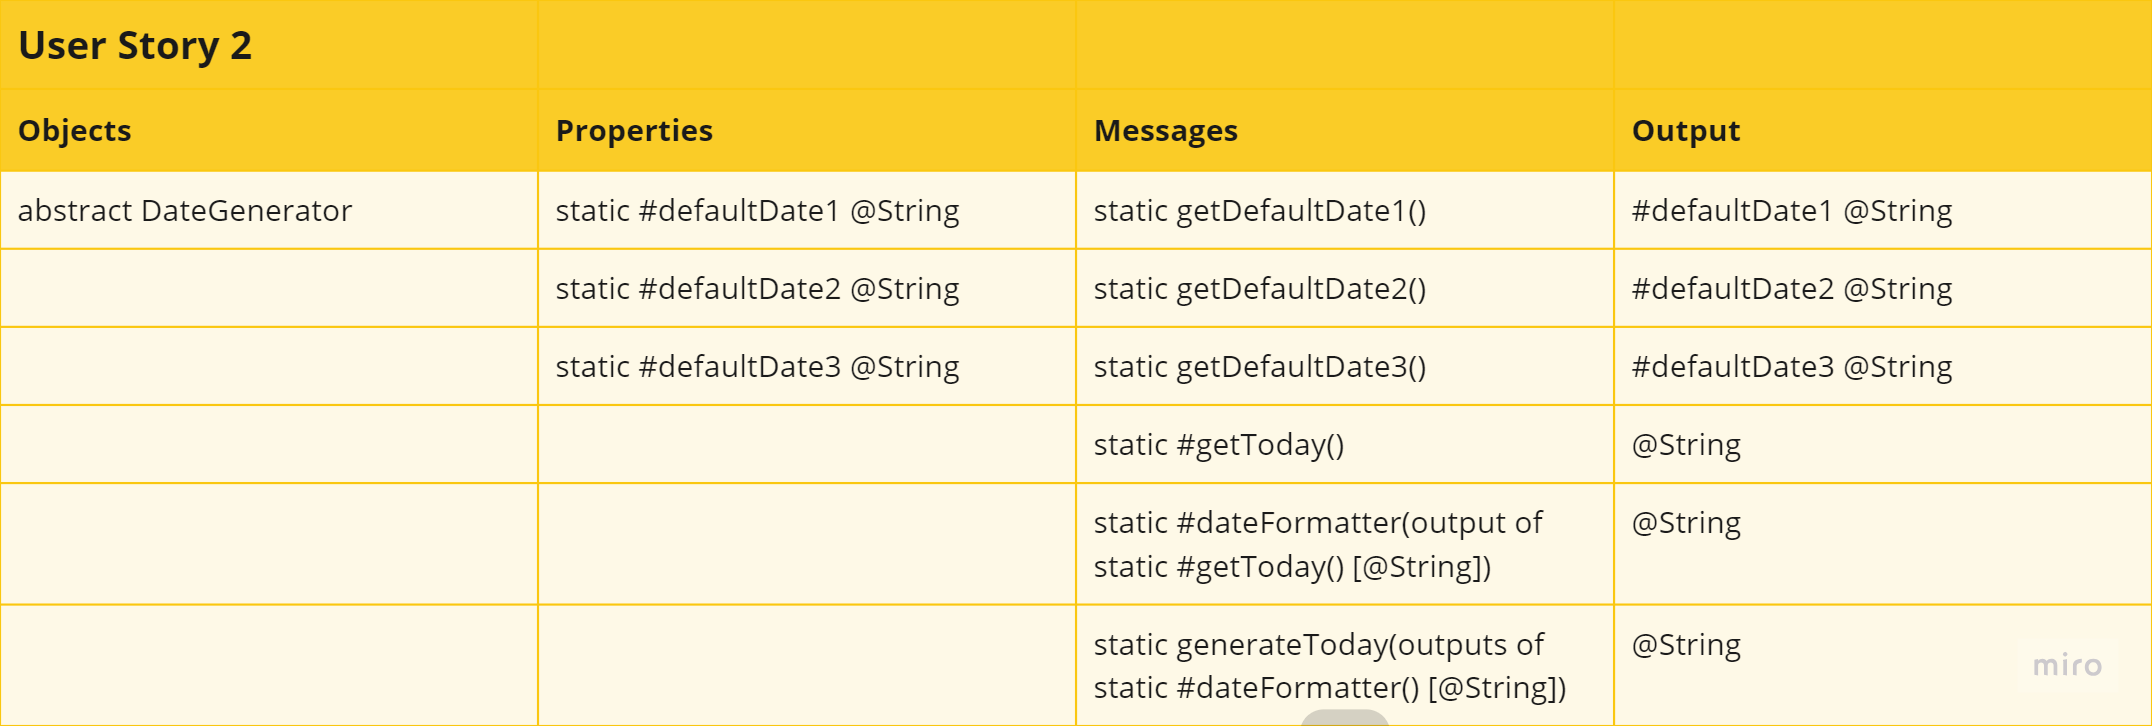 User Story 2
Objects
Properties
Messages
Output
abstract DateGenerator
static #defaultDate1 @String
static getDefaultDate1()
#defaultDate1 @String
static #defaultDate2 @String
static getDefaultDate2()
#defaultDate2 @String
static #defaultDate3 @String
static getDefaultDate3()
#defaultDate3 @String
static #getToday()
@String
static #dateFormatter(output of
static #getToday() [@String])
@String
static generateToday(outputs of
static #dateFormatter() [@String])
@String
miro